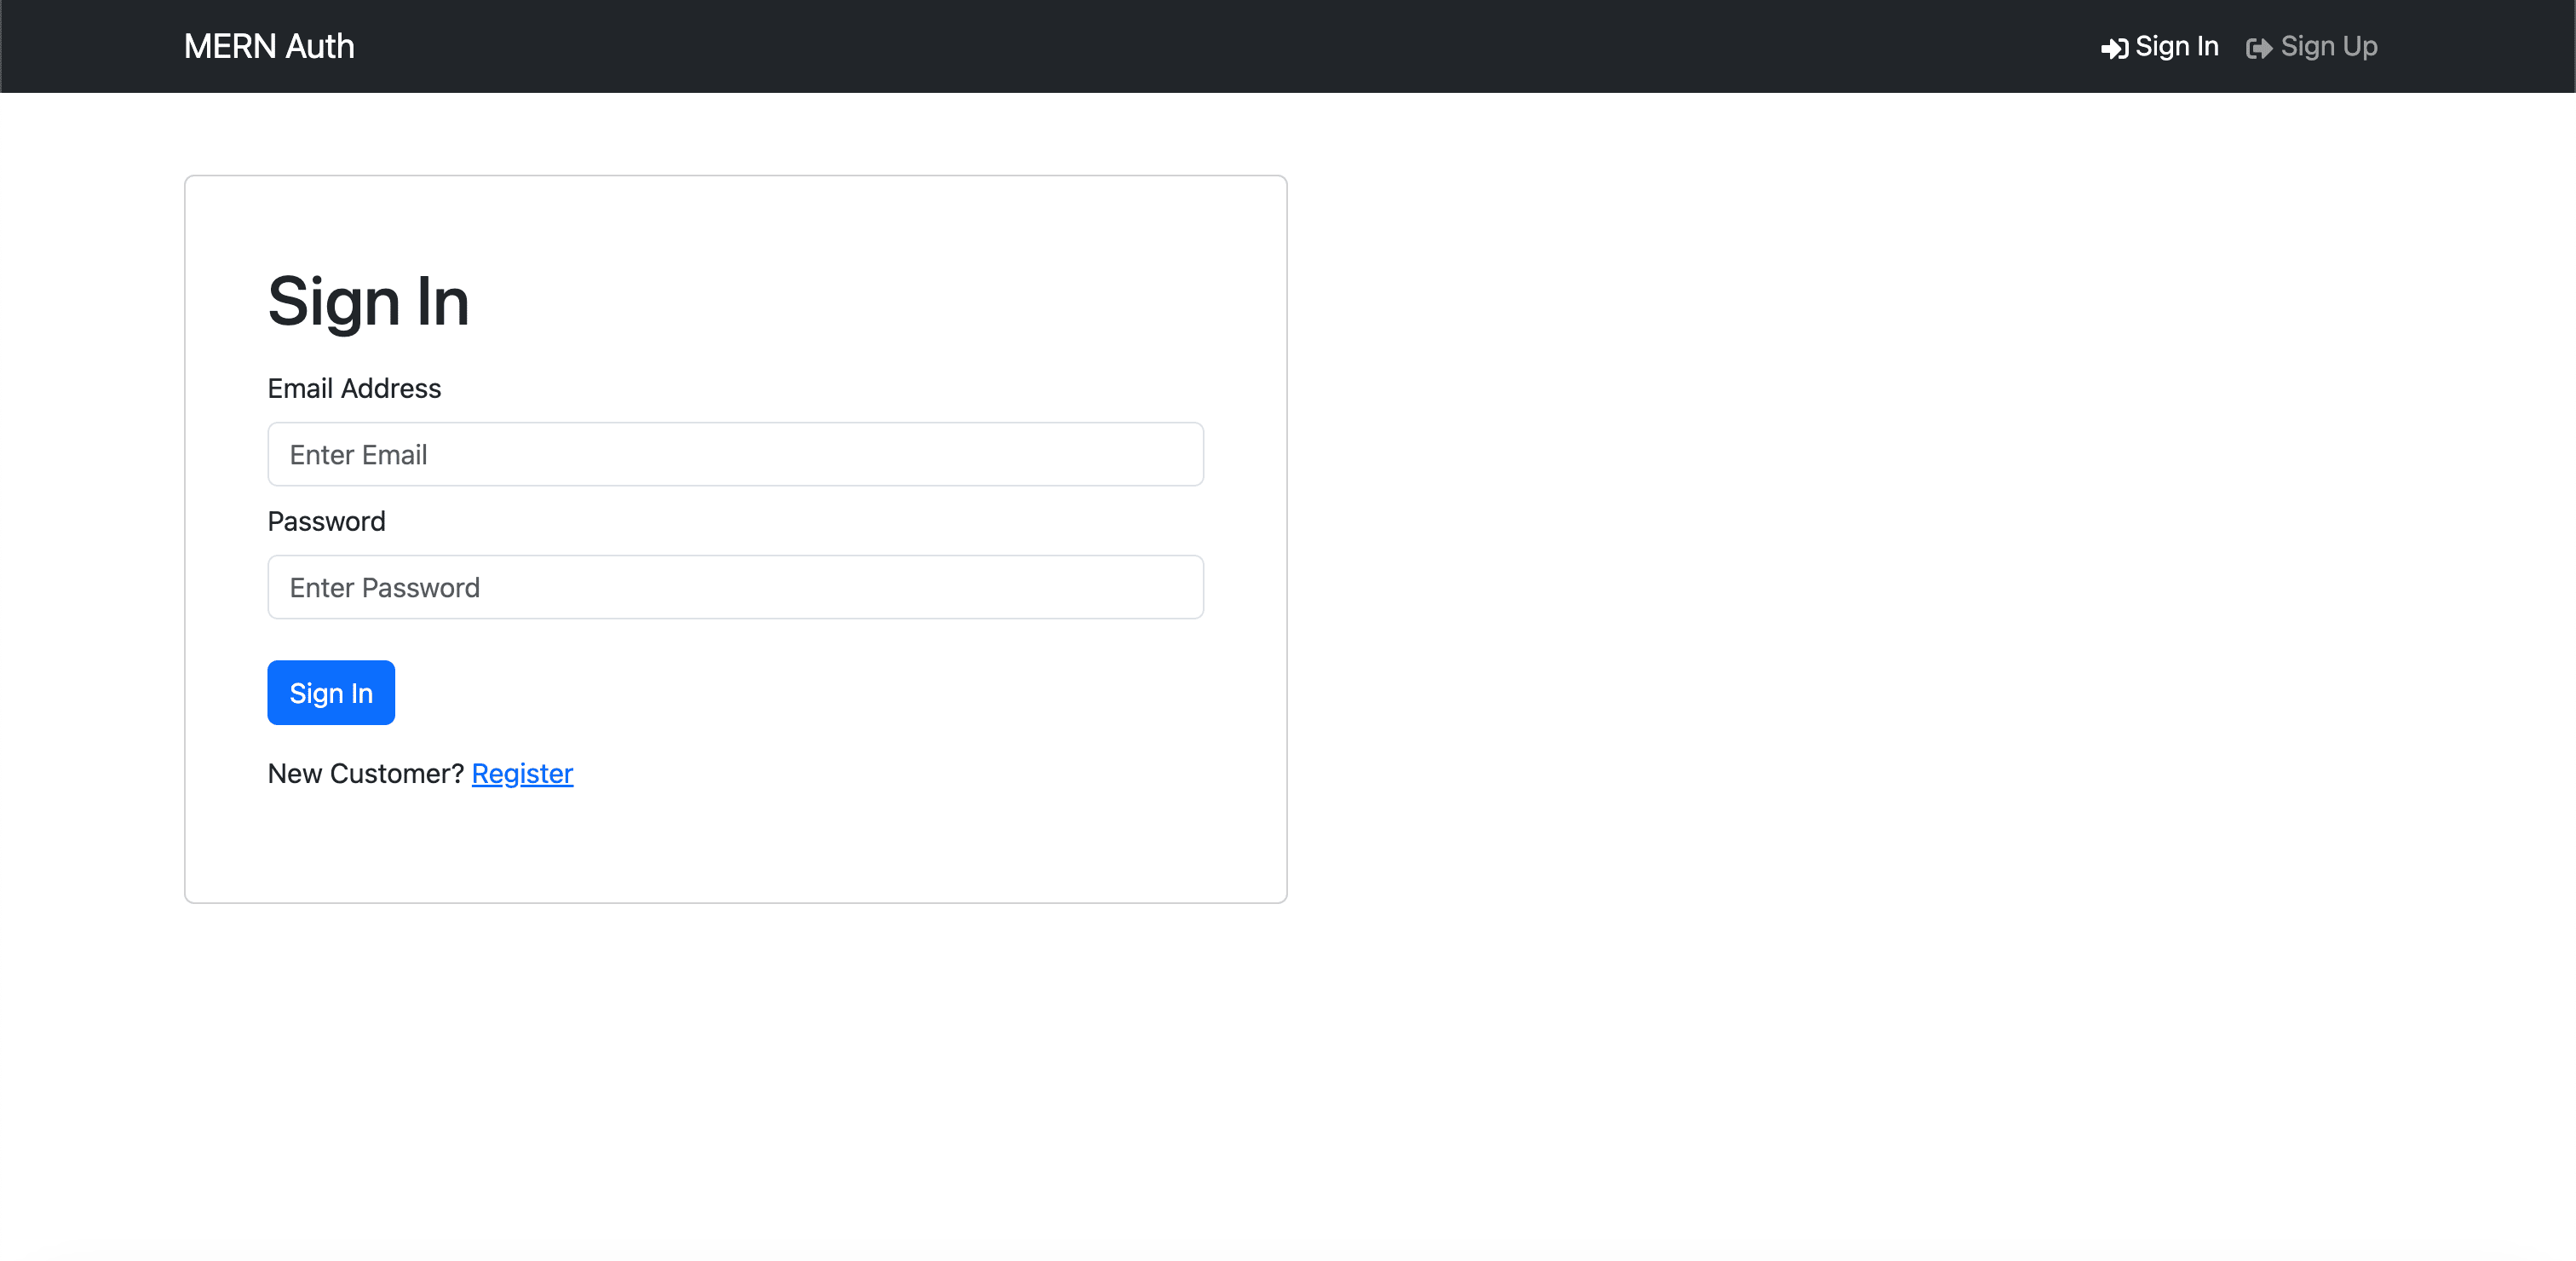 MERN Auth
Sign In
Sign Up
Sign In
Email Address
Enter Email
Password
Enter Password
Sign In
New Customer? Register